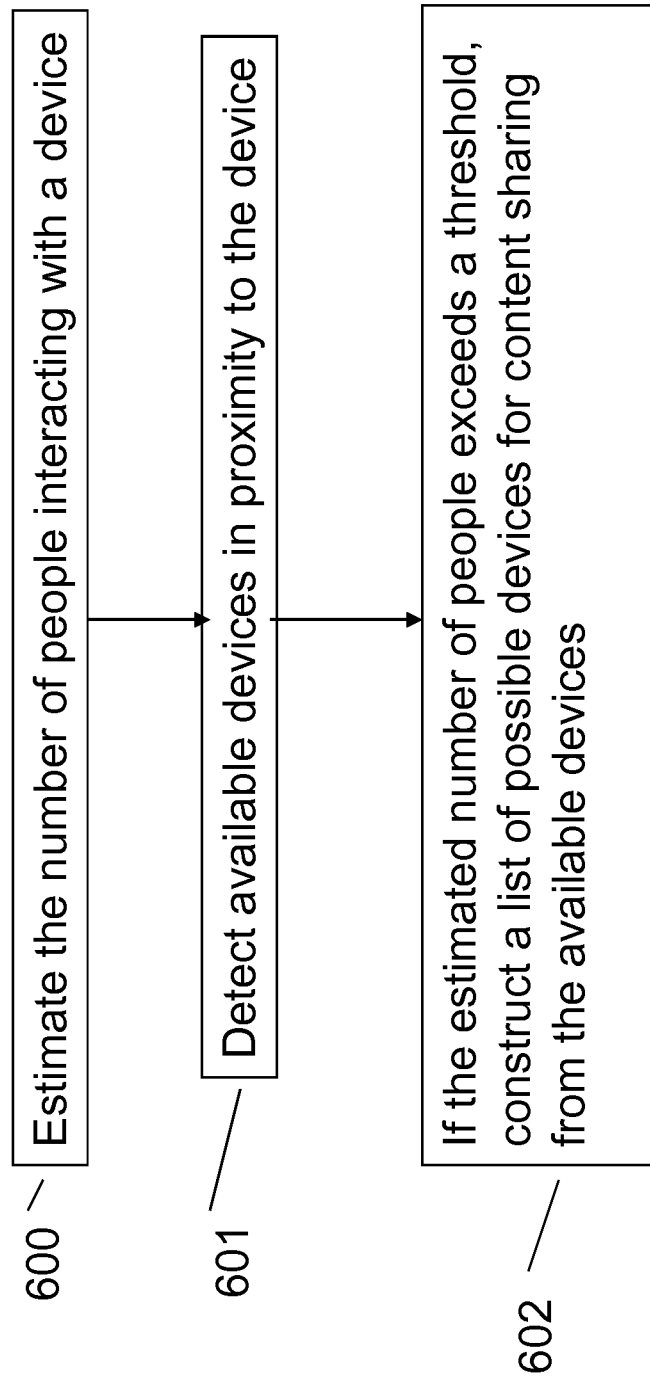 600
Estimate the number of people interacting with a device
601
Detect available devices in proximity to the device
602
If the estimated number of people exceeds a threshold,
construct a list of possible devices for content sharing
from the available devices